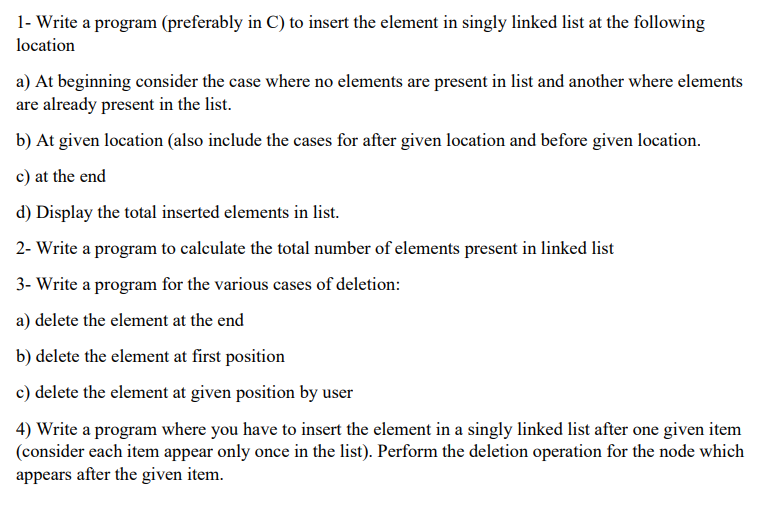 1- Write a program (preferably in C) to insert the element in singly linked list at the following
location
a) At beginning consider the case where no elements are present in list and another where elements
are already present in the list.
b) At given location (also include the cases for after given location and before given location.
c) at the end
d) Display the total inserted elements in list.
2- Write a program to calculate the total number of elements present in linked list
3- Write a program for the various cases of deletion:
a) delete the element at the end
b) delete the element at first position
c) delete the element at given position by user
4) Write a program where you have to insert the element in a singly linked list after one given item
(consider each item appear only once in the list). Perform the deletion operation for the node which
appears after the given item.